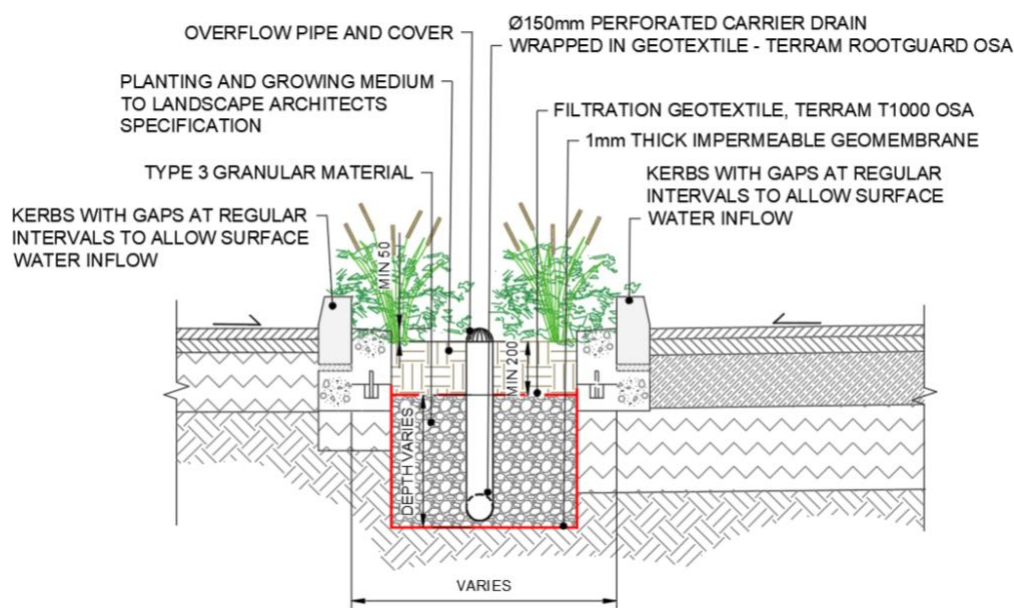 OVERFLOW PIPE AND COVER
Ø150mm PERFORATED CARRIER DRAIN
WRAPPED IN GEOTEXTILE - TERRAM ROOTGUARD OSA
PLANTING AND GROWING MEDIUM
TO LANDSCAPE ARCHITECTS
SPECIFICATION
FILTRATION GEOTEXTILE, TERRAM T1000 OSA
1mm THICK IMPERMEABLE GEOMEMBRANE
TYPE 3 GRANULAR MATERIAL
KERBS WITH GAPS AT REGULAR
INTERVALS TO ALLOW SURFACE
WATER INFLOW
KERBS WITH GAPS AT REGULAR
INTERVALS TO ALLOW SURFACE
WATER INFLOW
MIN 50
MIN 200
DEPTH VARIES
VARIES